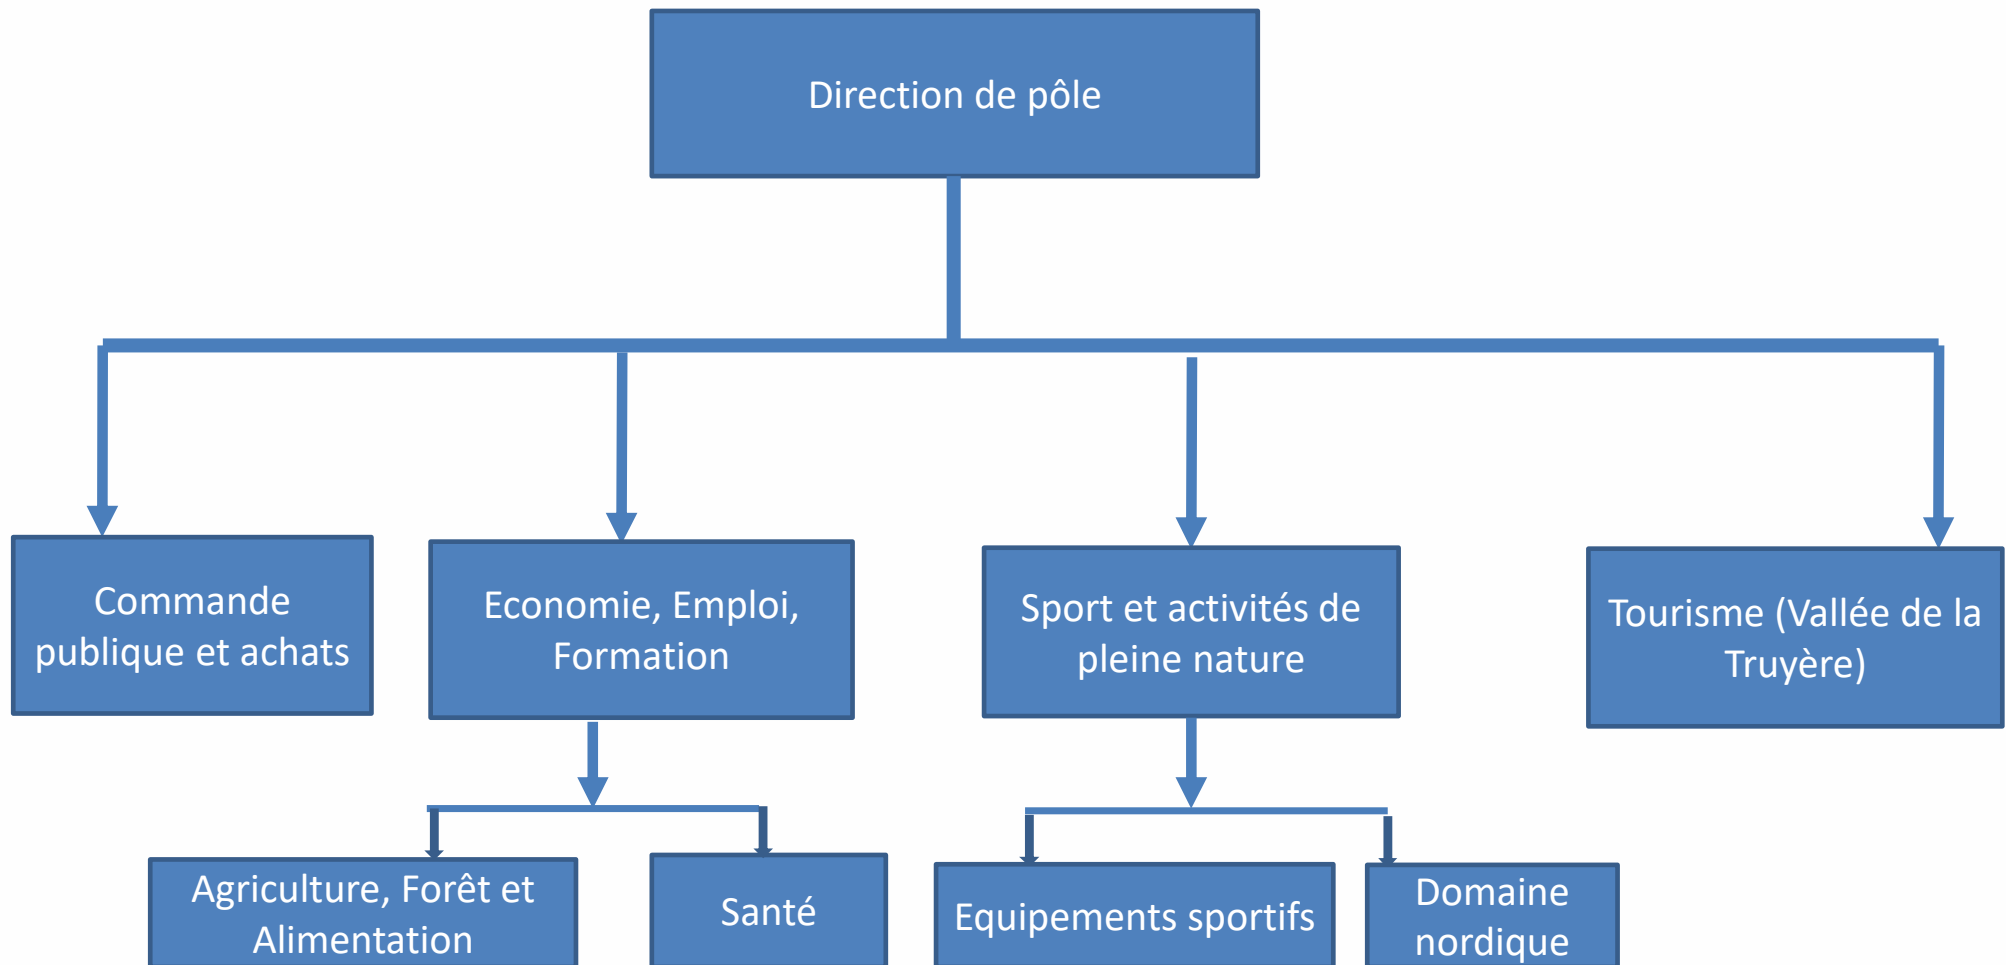 Direction de pôle
Commande
publique et achats
Economie, Emploi,
Formation
Sport et activités de
pleine nature
Tourisme (Vallée de la
Truyère)
Agriculture, Forêt et
Alimentation
Santé
Equipements sportifs
Domaine
nordique